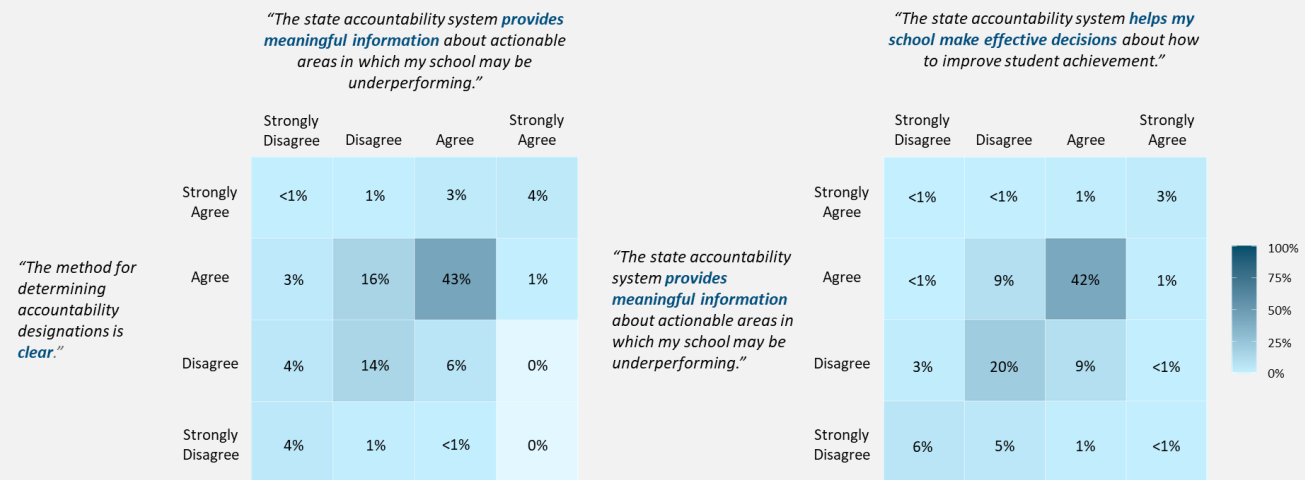 “The state accountability system provides
meaningful information about actionable
areas in which my school may be
underperforming.”
Strongly
Disagree
Disagree
Agree
Strongly
Agree
“The method for
determining
accountability
designations is
clear.”
Strongly
Agree
<1%
1%
3%
4%
Agree
3%
16%
43%
1%
Disagree
4%
14%
6%
0%
Strongly
Disagree
4%
1%
<1%
0%
“The state accountability system helps my
school make effective decisions about how
to improve student achievement.”
Strongly
Disagree
Disagree
Agree
Strongly
Agree
“The state accountability
system provides
meaningful information
about actionable areas in
which my school may be
underperforming.”
Strongly
Agree
<1%
<1%
1%
3%
Agree
<1%
9%
42%
1%
Disagree
3%
20%
9%
<1%
Strongly
Disagree
6%
5%
1%
<1%
100%
75%
50%
25%
0%